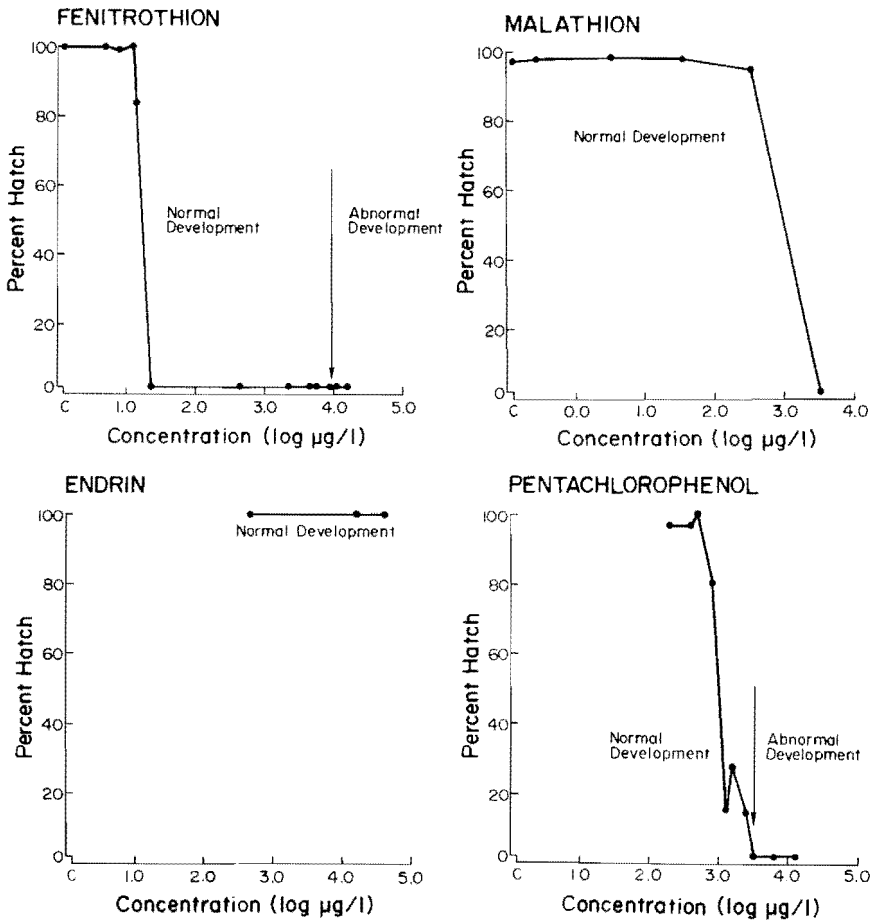 FENITROTHION
100
80
60
40
20
0
Percent Hatch
Normal
Development
Abnormal
Development
C 1.0 2.0 3.0 4.0 5.0
Concentration (log µg/l)
MALATHION
100
80
60
40
20
0
Percent Hatch
Normal Development
C 0.0 1.0 2.0 3.0 4.0
Concentration (log µg/l)
ENDRIN
100
80
60
40
20
0
Percent Hatch
Normal Development
C 1.0 2.0 3.0 4.0 5.0
Concentration (log µg/l)
PENTACHLOROPHENOL
100
80
60
40
20
0
Percent Hatch
Normal
Development
Abnormal
Development
C 1.0 2.0 3.0 4.0 5.0
Concentration (log µg/l)